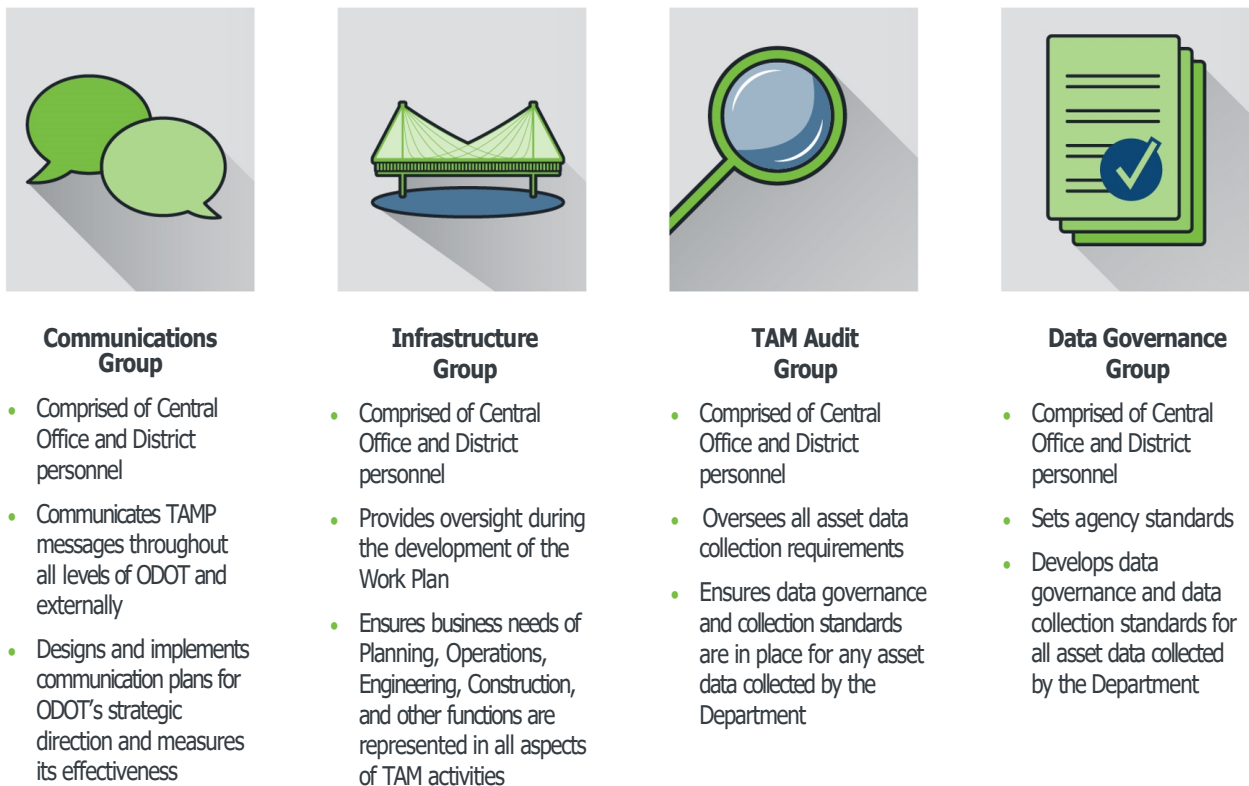 Communications
Group
• Comprised of Central
Office and District
personnel
• Communicates TAMP
messages throughout
all levels of ODOT and
externally
• Designs and implements
communication plans for
ODOT's strategic
direction and measures
its effectiveness
Infrastructure
Group
• Comprised of Central
Office and District
personnel
• Provides oversight during
the development of the
Work Plan
• Ensures business needs of
Planning, Operations,
Engineering, Construction,
and other functions are
represented in all aspects
of TAM activities
TAM Audit
Group
• Comprised of Central
Office and District
personnel
• Oversees all asset data
collection requirements
• Ensures data governance
and collection standards
are in place for any asset
data collected by the
Department
Data Governance
Group
• Comprised of Central
Office and District
personnel
• Sets agency standards
• Develops data
governance and data
collection standards for
all asset data collected
by the Department